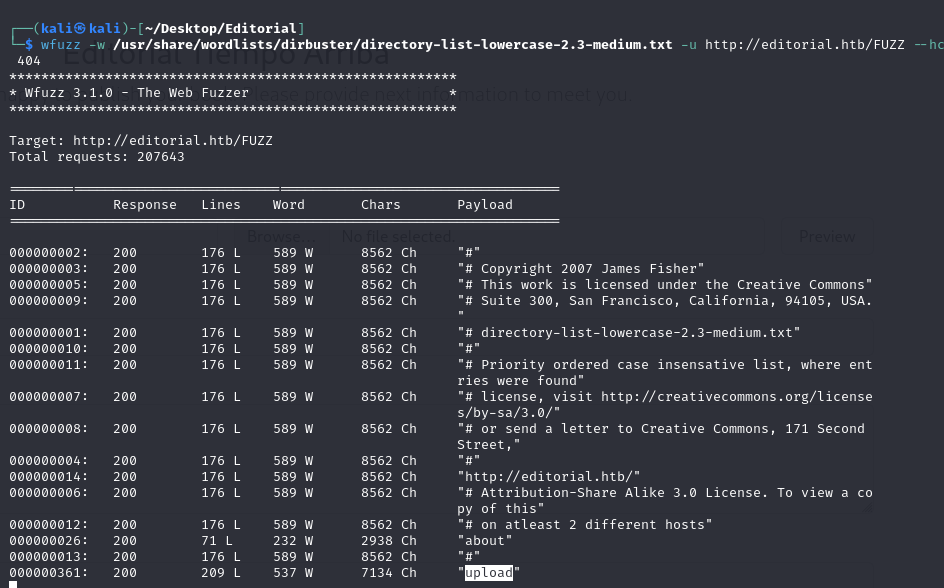 ┌──(kali㉿kali)-[~/Desktop/Editorial]
└─$ wfuzz -w /usr/share/wordlists/dirbuster/directory-list-lowercase-2.3-medium.txt -u http://editorial.htb/FUZZ --hc
404
Editorial Tiempo Arriba
********************************************************
* Wfuzz 3.1.0 - The Web Fuzzer *
Please provide next information to meet you.
********************************************************
Target: http://editorial.htb/FUZZ
Total requests: 207643
=====================================================================
ID Response Lines Word Chars Payload
=====================================================================
Browse... No file selected. Preview
000000002: 200 176 L 589 W 8562 Ch "#"
000000003: 200 176 L 589 W 8562 Ch "# Copyright 2007 James Fisher"
000000005: 200 176 L 589 W 8562 Ch "# This work is licensed under the Creative Commons"
000000009: 200 176 L 589 W 8562 Ch "# Suite 300, San Francisco, California, 94105, USA.
"
000000001: 200 176 L 589 W 8562 Ch "# directory-list-lowercase-2.3-medium.txt"
000000010: 200 176 L 589 W 8562 Ch "#"
000000011: 200 176 L 589 W 8562 Ch "# Priority ordered case insensative list, where ent
ries were found"
000000007: 200 176 L 589 W 8562 Ch "# license, visit http://creativecommons.org/license
s/by-sa/3.0/"
000000008: 200 176 L 589 W 8562 Ch "# or send a letter to Creative Commons, 171 Second
Street,"
000000004: 200 176 L 589 W 8562 Ch "#"
000000014: 200 176 L 589 W 8562 Ch "http://editorial.htb/"
000000006: 200 176 L 589 W 8562 Ch "# Attribution-Share Alike 3.0 License. To view a co
py of this"
000000012: 200 176 L 589 W 8562 Ch "# on atleast 2 different hosts"
000000026: 200 71 L 232 W 2938 Ch "about"
000000013: 200 176 L 589 W 8562 Ch "#"
000000361: 200 209 L 537 W 7134 Ch "upload"